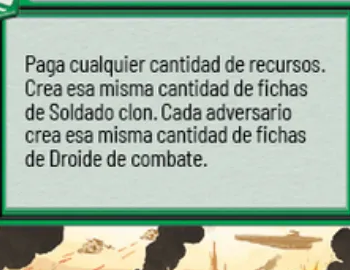 Paga cualquier cantidad de recursos.
Crea esa misma cantidad de fichas
de Soldado clon. Cada adversario
crea esa misma cantidad de fichas
de Droide de combate.